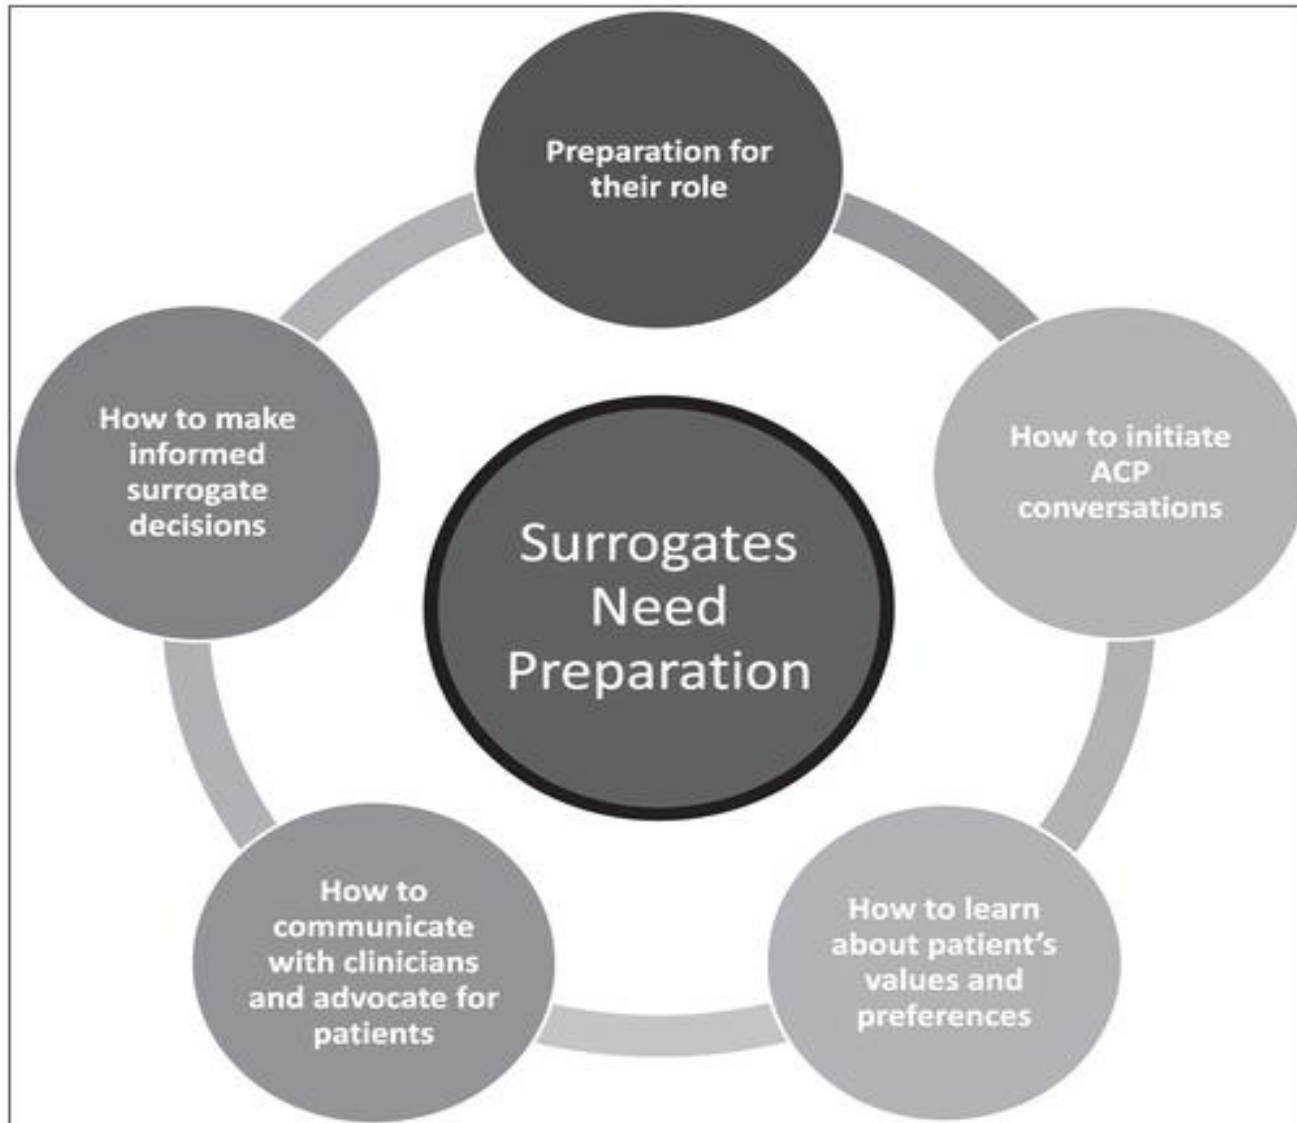 Preparation for
their role
How to initiate
ACP
conversations
How to learn
about patient’s
values and
preferences
How to
communicate
with clinicians
and advocate for
patients
How to make
informed
surrogate
decisions
Surrogates
Need
Preparation